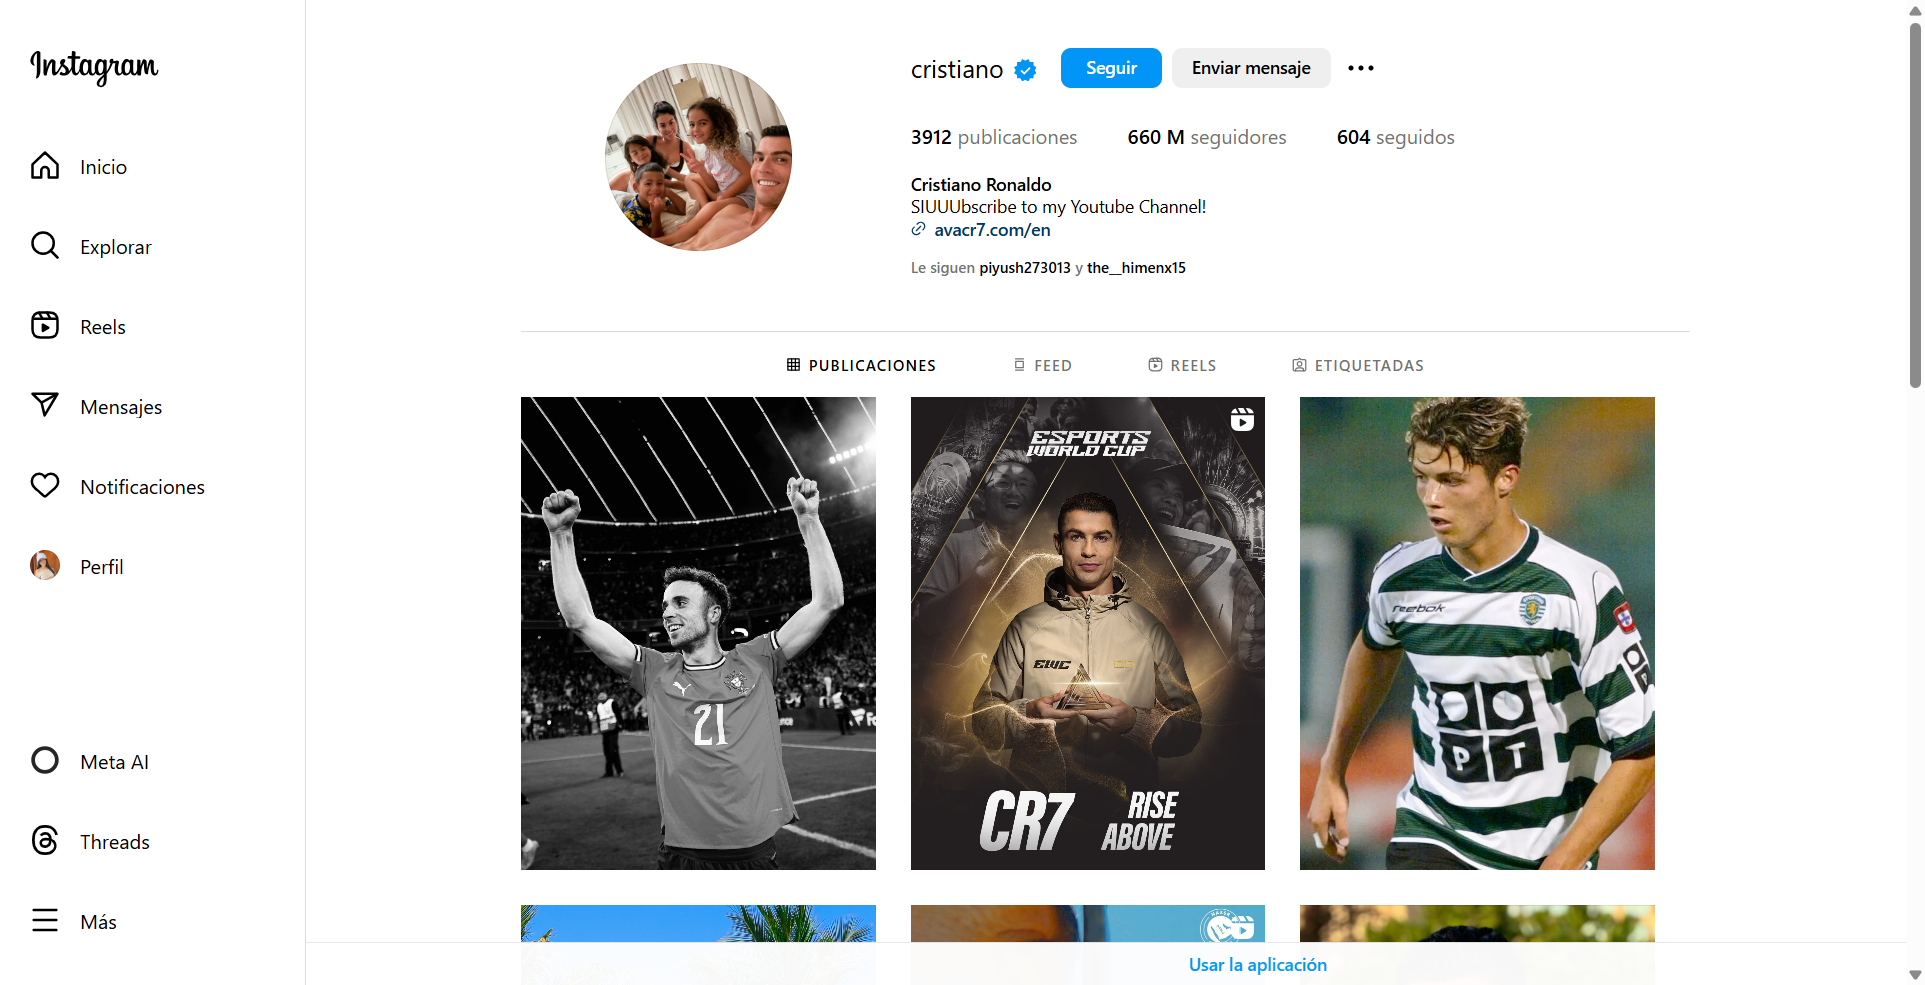 Instagram
Inicio
Explorar
Reels
Mensajes
Notificaciones
Perfil
Meta AI
Threads
Más
cristiano
Seguir
Enviar mensaje
3912 publicaciones
660 M seguidores
604 seguidos
Cristiano Ronaldo
SIUUUbscribe to my Youtube Channel!
avacr7.com/en
Le siguen piyush273013 y the__himenx15
PUBLICACIONES
FEED
REELS
ETIQUETADAS
21
ESPORTS
WORLD CUP
EWC
CR7
RISE
ABOVE
Reebok
PT
Usar la aplicación